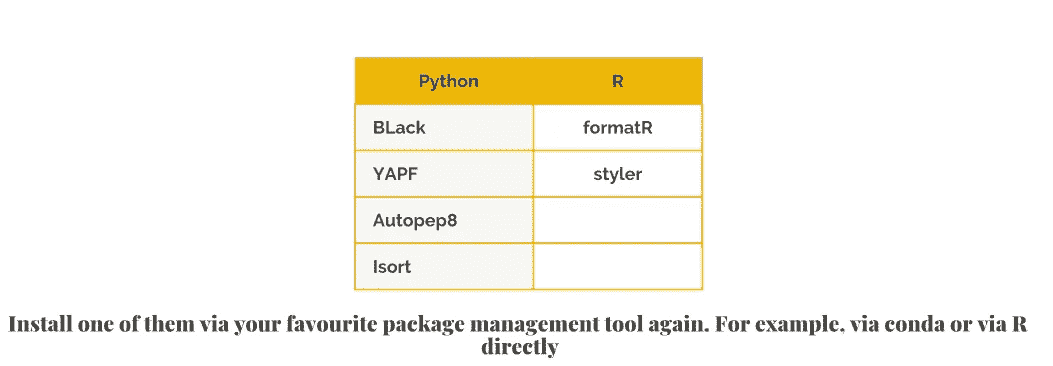 Python R
BLack formatR
YAPF styler
Autopep8
Isort
Install one of them via your favourite package management tool again. For example, via conda or via R
directly